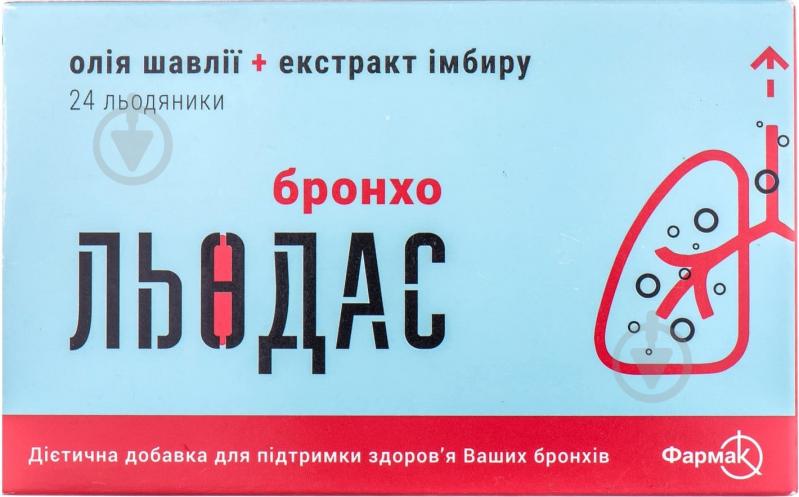 олія шавлії + екстракт імбиру
24 льодяники
бронхо
ЛЬОДАС
Дієтична добавка для підтримки здоров'я Ваших бронхів
Фармак